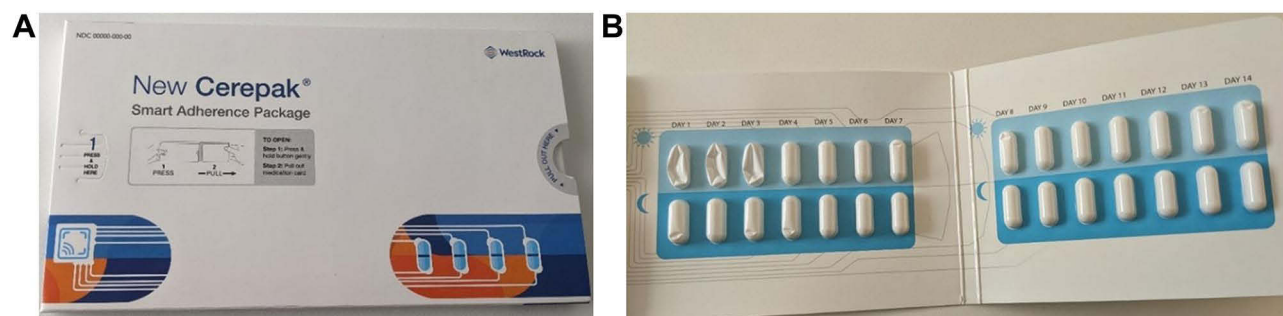 A
NDC 00000-000-00
WestRock
New Cerepak®
Smart Adherence Package
1
PRESS
&
HOLD
HERE
TO OPEN:
Step 1: Press &
hold button gently
Step 2: Pull out
medication card
1
PRESS
2
PULL
PULL OUT HERE
B
DAY 1 DAY 2 DAY 3 DAY 4 DAY 5 DAY 6 DAY 7
DAY 8 DAY 9 DAY 10 DAY 11 DAY 12 DAY 13 DAY 14